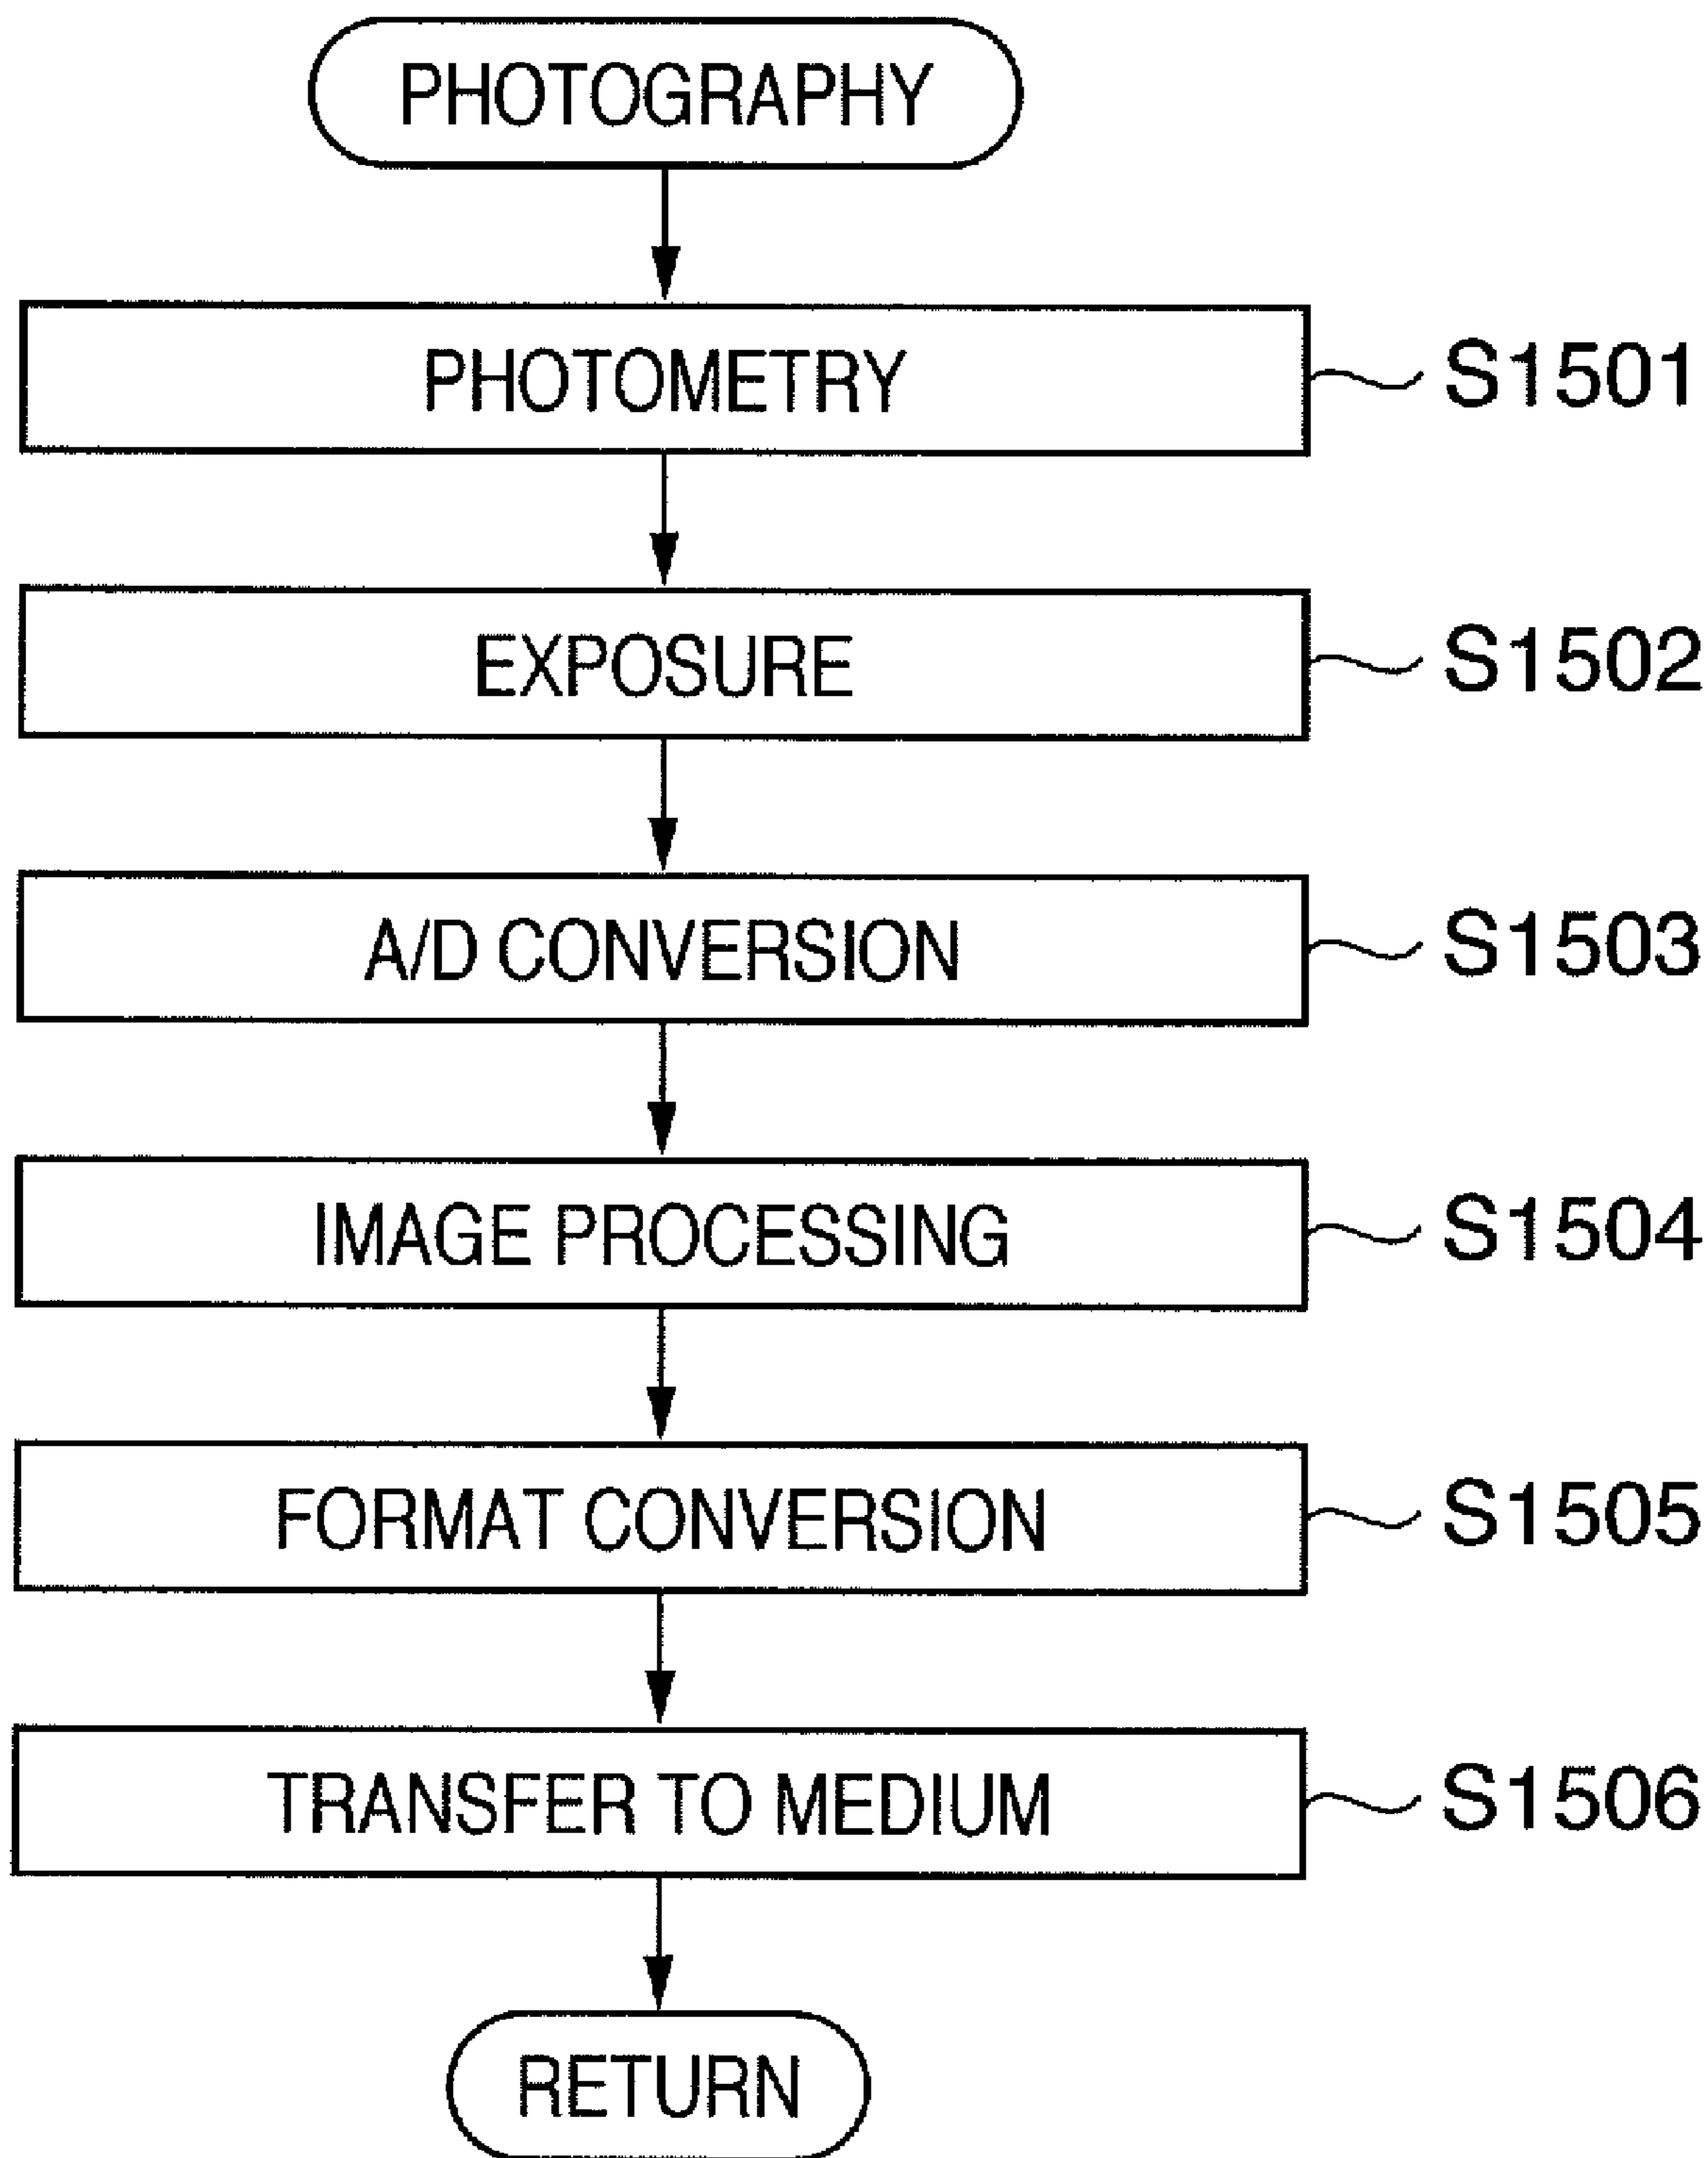 PHOTOGRAPHY
PHOTOMETRY S1501
EXPOSURE S1502
A/D CONVERSION S1503
IMAGE PROCESSING S1504
FORMAT CONVERSION S1505
TRANSFER TO MEDIUM S1506
RETURN